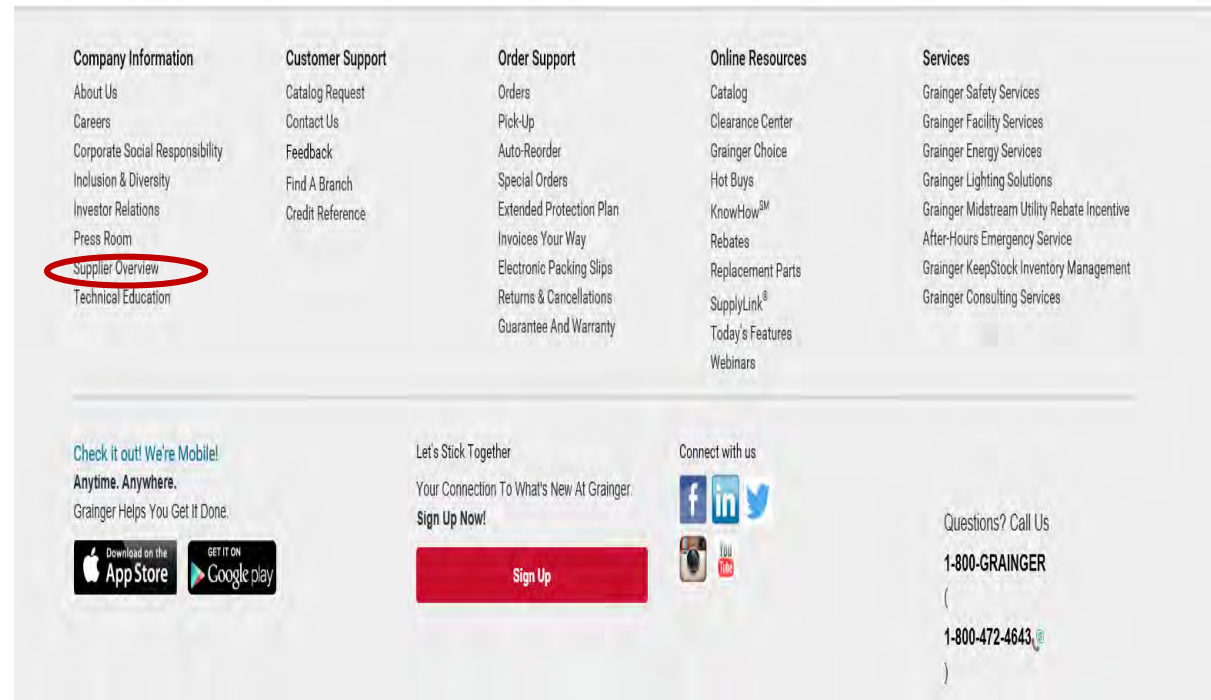 Company Information
About Us
Careers
Corporate Social Responsibility
Inclusion & Diversity
Investor Relations
Press Room
Supplier Overview
Technical Education
Customer Support
Catalog Request
Contact Us
Feedback
Find A Branch
Credit Reference
Order Support
Orders
Pick-Up
Auto-Reorder
Special Orders
Extended Protection Plan
Invoices Your Way
Electronic Packing Slips
Returns & Cancellations
Guarantee And Warranty
Online Resources
Catalog
Clearance Center
Grainger Choice
Hot Buys
KnowHow℠
Rebates
Replacement Parts
SupplyLink®
Today's Features
Webinars
Services
Grainger Safety Services
Grainger Facility Services
Grainger Energy Services
Grainger Lighting Solutions
Grainger Midstream Utility Rebate Incentive
After-Hours Emergency Service
Grainger KeepStock Inventory Management
Grainger Consulting Services
Check it out! We're Mobile!
Anytime. Anywhere.
Grainger Helps You Get It Done.
Download on the
App Store
GET IT ON
Google play
Let's Stick Together
Your Connection To What's New At Grainger.
Sign Up Now!
Sign Up
Connect with us
f
in
You
Tube
Questions? Call Us
1-800-GRAINGER
(
1-800-472-4643
)